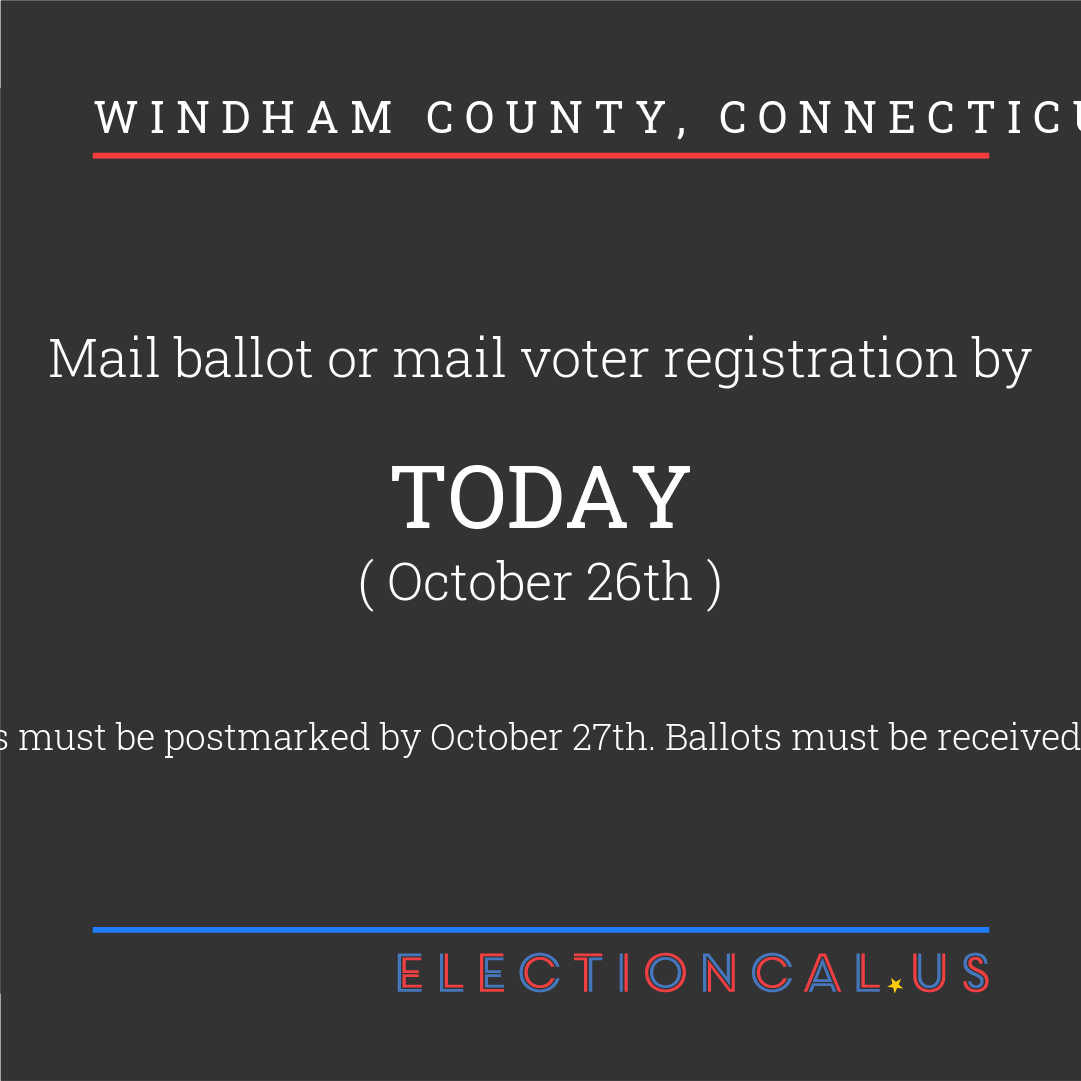 WINDHAM COUNTY, CONNECTICU
Mail ballot or mail voter registration by
TODAY
( October 26th )
s must be postmarked by October 27th. Ballots must be received
ELECTIONCAL.US